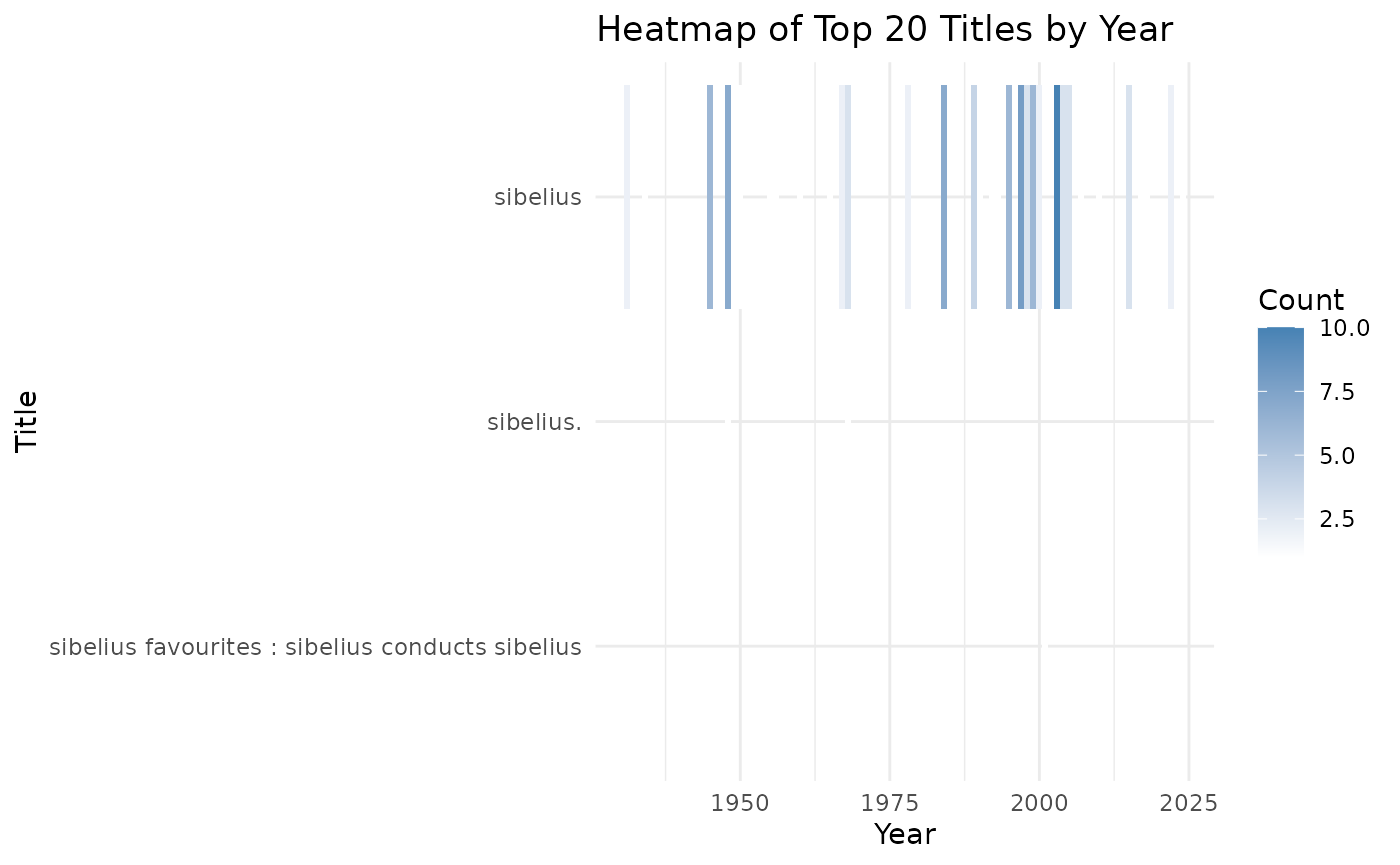 Heatmap of Top 20 Titles by Year
sibelius
sibelius.
sibelius favourites : sibelius conducts sibelius
Title
1950
1975
2000
2025
Year
Count
10.0
7.5
5.0
2.5